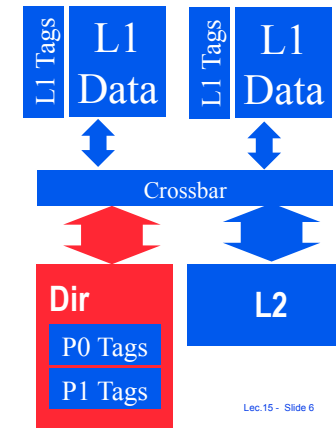 L1 Tags
L1
Data
L1 Tags
L1
Data
Crossbar
Dir
P0 Tags
P1 Tags
L2
Lec.15 - Slide 6